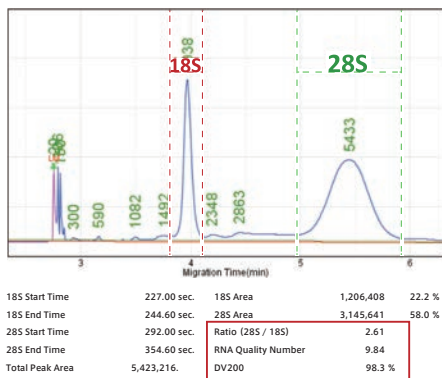 18S
28S
300
590
1082
1492
2348
2863
5433
3 4 5 6
Migration Time(min)
18S Start Time 227.00 sec. 18S Area 1,206,408 22.2 %
18S End Time 244.60 sec. 28S Area 3,145,641 58.0 %
28S Start Time 292.00 sec. Ratio (28S / 18S) 2.61
28S End Time 354.60 sec. RNA Quality Number 9.84
Total Peak Area 5,423,216. DV200 98.3 %